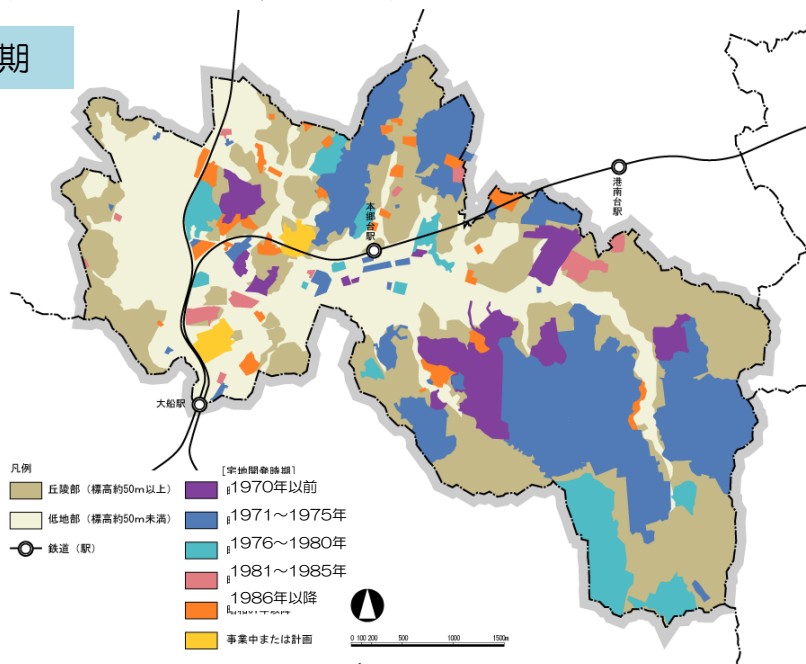 期
港南台駅
本郷台駅
大船駅
凡例
丘陵部（標高約50m以上）
低地部（標高約50m未満）
鉄道（駅）
［宅地開発時期］
1970年以前
1971～1975年
1976～1980年
1981～1985年
1986年以降
事業中または計画
0 100 200 500 1000 1500m